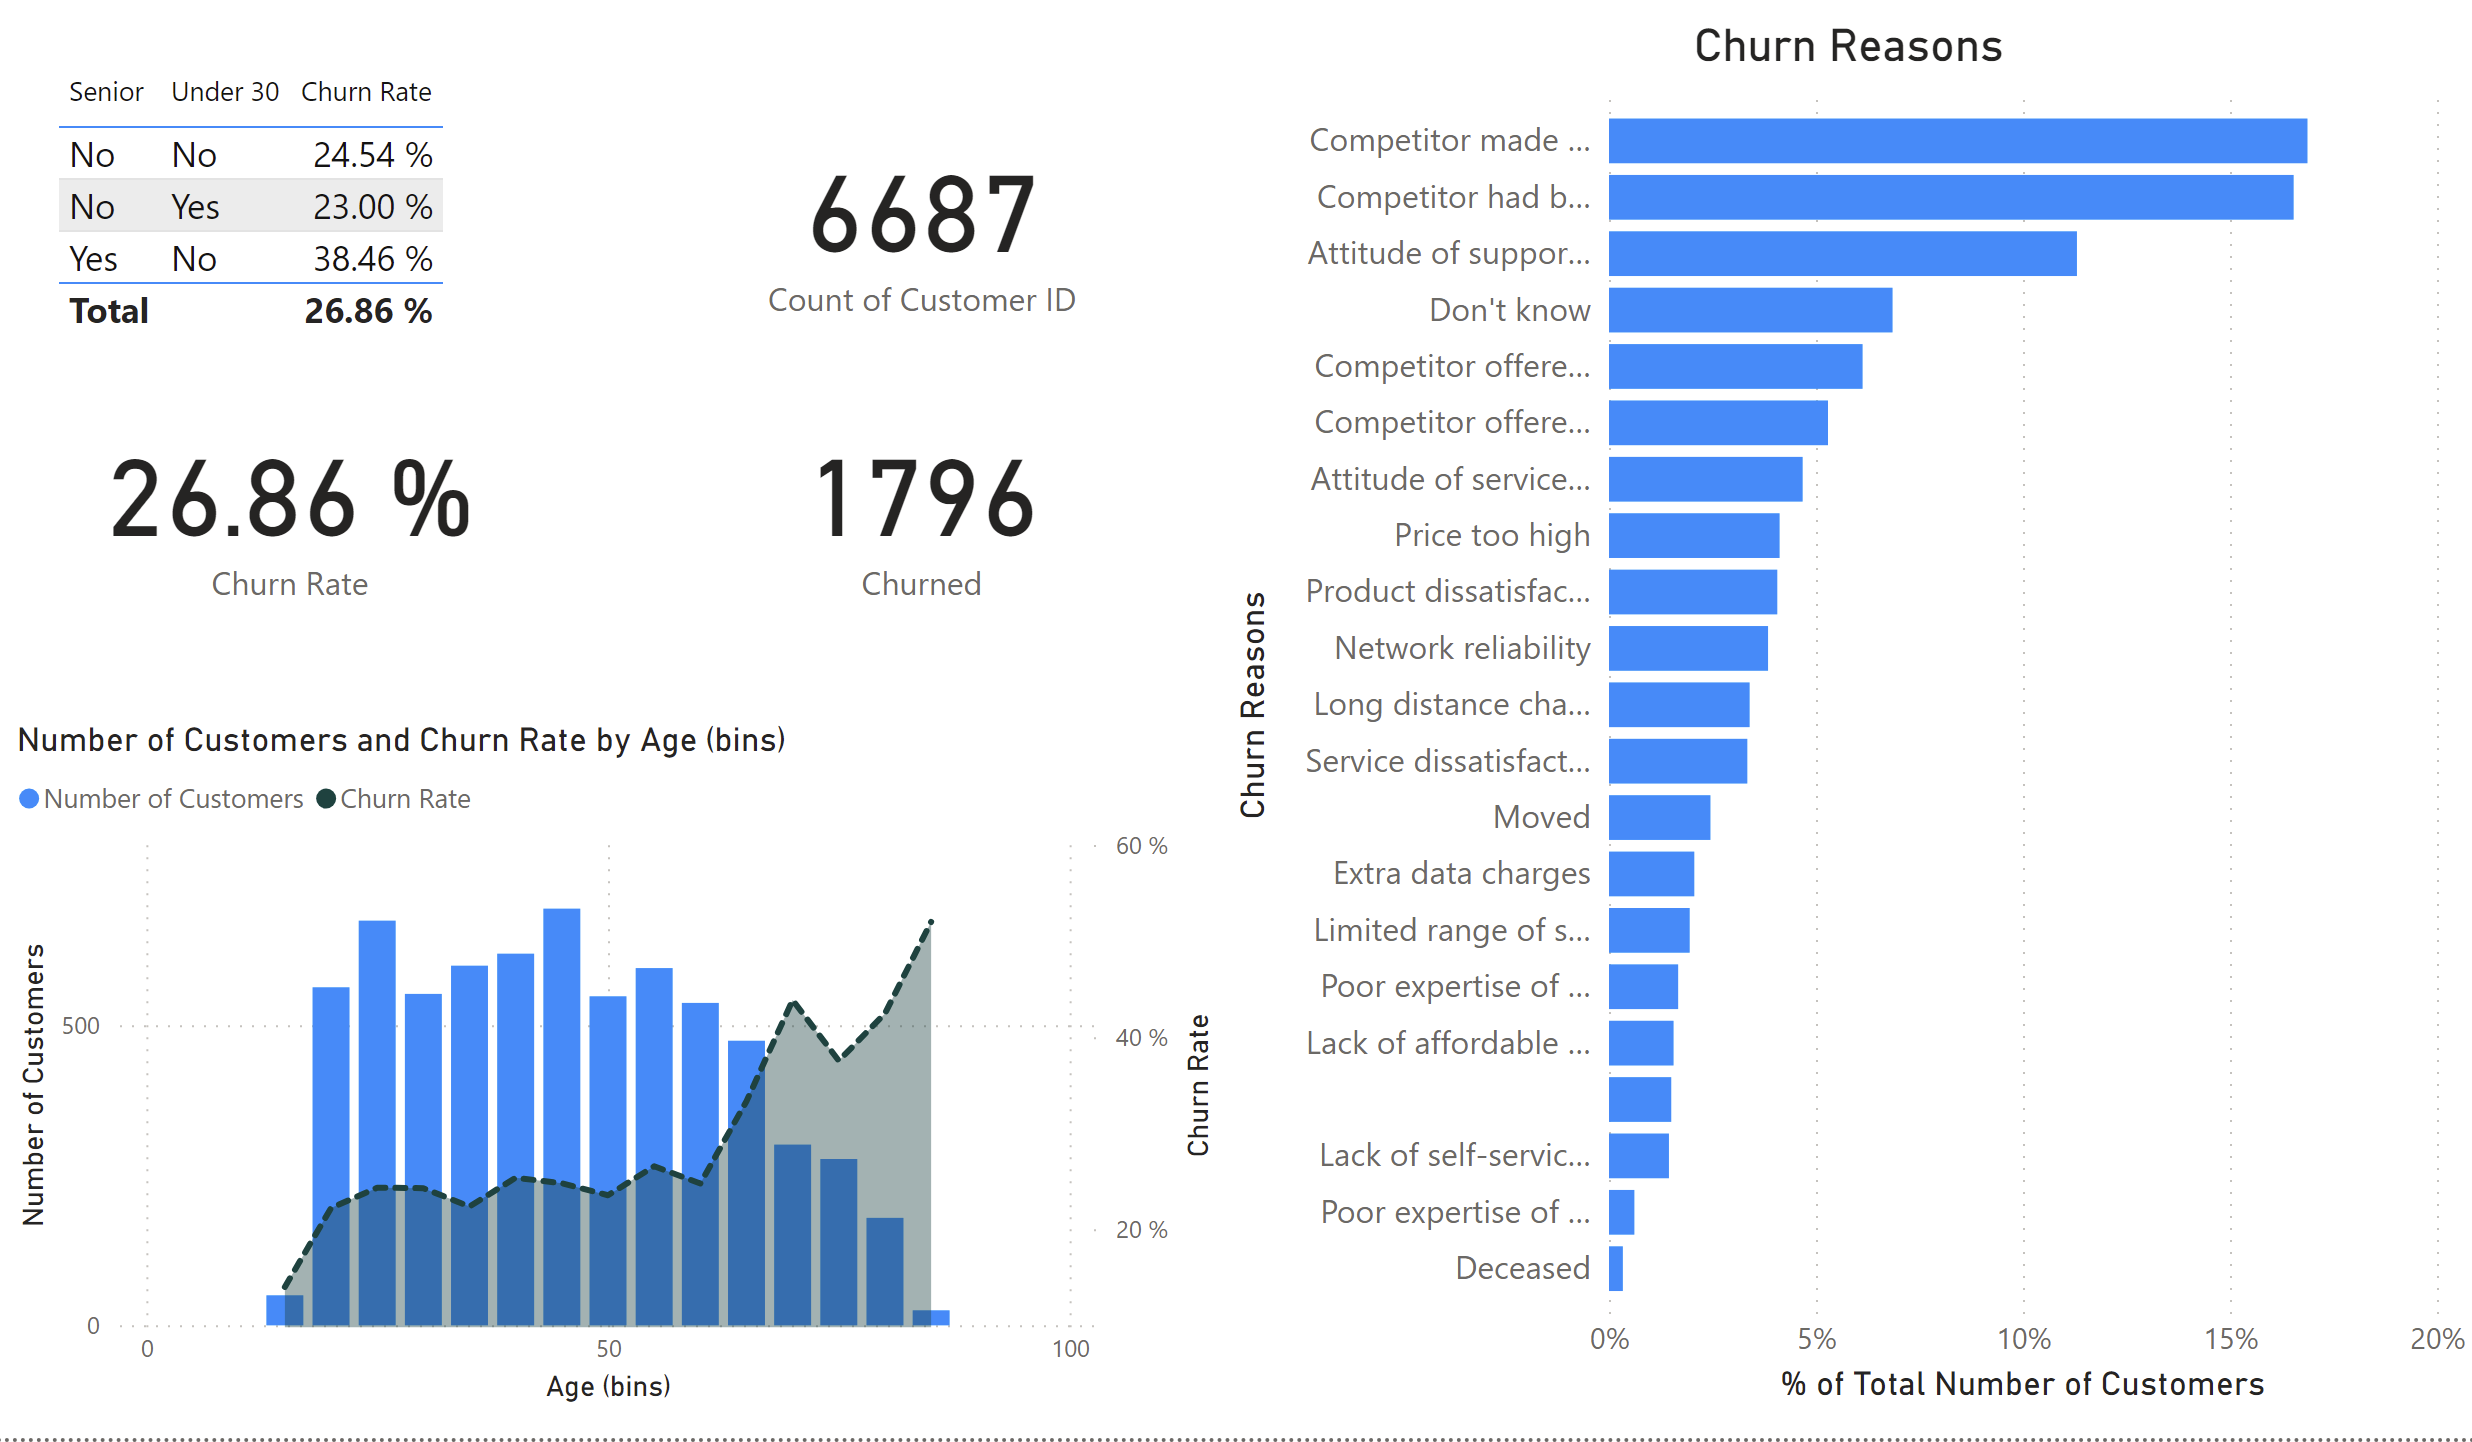 Senior Under 30 Churn Rate
No No 24.54 %
No Yes 23.00 %
Yes No 38.46 %
Total 26.86 %
6687
Count of Customer ID
26.86 %
Churn Rate
1796
Churned
Number of Customers and Churn Rate by Age (bins)
Number of Customers Churn Rate
Number of Customers
500
0
60 %
40 %
20 %
Churn Rate
0 50 100
Age (bins)
Churn Reasons
Churn Reasons
Competitor made ...
Competitor had b...
Attitude of suppor...
Don't know
Competitor offere...
Competitor offere...
Attitude of service...
Price too high
Product dissatisfac...
Network reliability
Long distance cha...
Service dissatisfact...
Moved
Extra data charges
Limited range of s...
Poor expertise of ...
Lack of affordable ...
Lack of self-servic...
Poor expertise of ...
Deceased
0% 5% 10% 15% 20%
% of Total Number of Customers